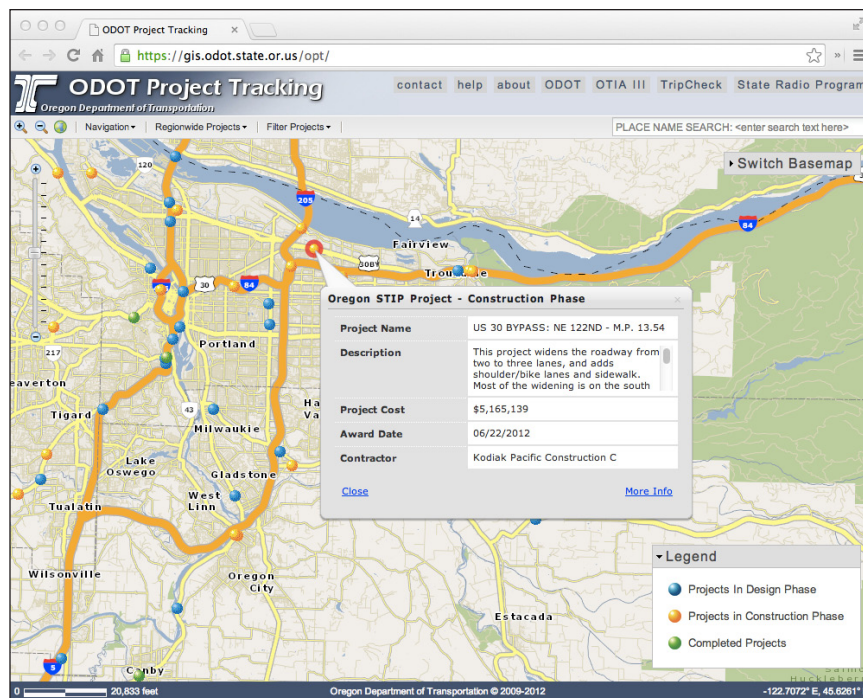 ODOT Project Tracking
https://gis.odot.state.or.us/opt/
ODOT Project Tracking
Oregon Department of Transportation
contact help about ODOT OTIA III TripCheck State Radio Program
Navigation Regionwide Projects Filter Projects
PLACE NAME SEARCH: <enter search text here>
Switch Basemap
120
205
14
84
Fairview
30BY
30
84
Portland
217
Beaverton
Tigard
43
Milwaukie
Lake
Oswego
Gladstone
West
Linn
Tualatin
Wilsonville
Oregon
City
Estacada
Canby
5
Oregon STIP Project - Construction Phase
Project Name US 30 BYPASS: NE 122ND - M.P. 13.54
Description This project widens the roadway from
two to three lanes, and adds
shoulder/bike lanes and sidewalk.
Most of the widening is on the south
Project Cost $5,165,139
Award Date 06/22/2012
Contractor Kodiak Pacific Construction C
Close More Info
Legend
Projects In Design Phase
Projects in Construction Phase
Completed Projects
0 20,833 feet
Oregon Department of Transportation © 2009-2012